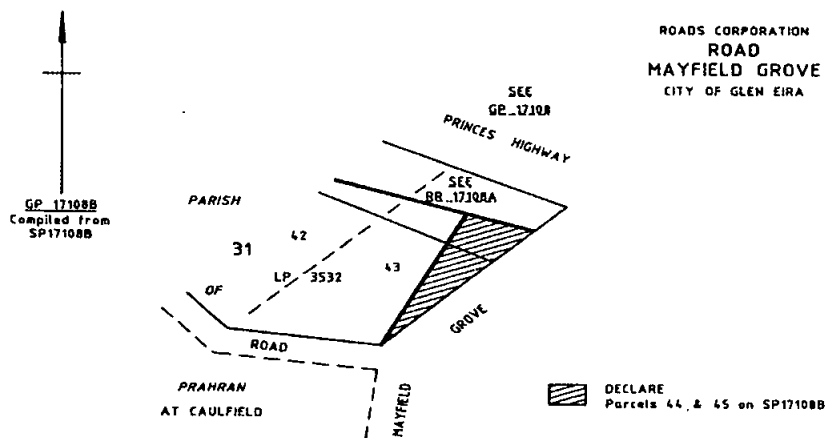 ROADS CORPORATION
ROAD
MAYFIELD GROVE
CITY OF GLEN EIRA
SEE
GP 17108
PRINCES HIGHWAY
SEE
RR 17108A
GP 17108B
Compiled from
SP17108B
PARISH
42
31
43
LP 3532
OF
GROVE
ROAD
PRAHRAN
AT CAULFIELD
MAYFIELD
DECLARE
Parcels 44 & 45 on SP17108B